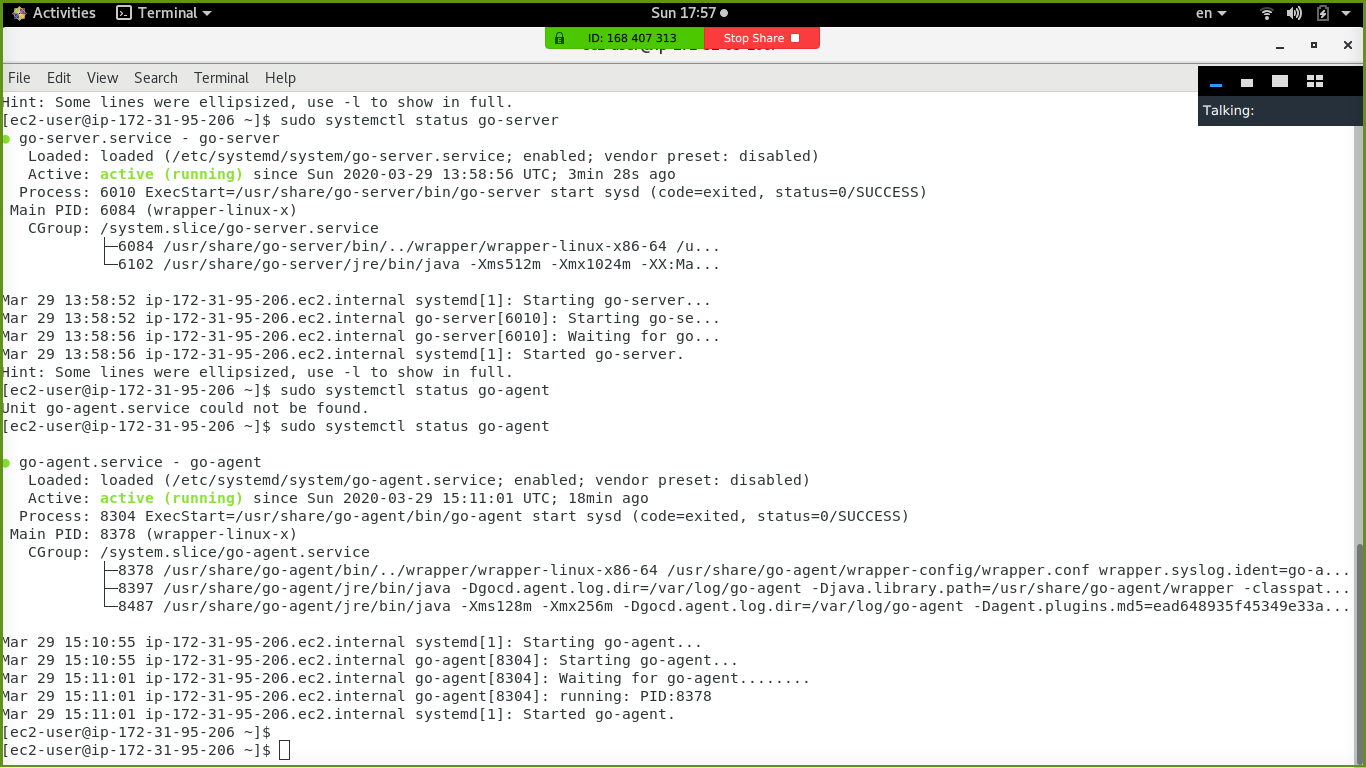 Activities Terminal Sun 17:57 en
ID: 168 407 313 Stop Share
File Edit View Search Terminal Help
Talking:
Hint: Some lines were ellipsized, use -l to show in full.
[ec2-user@ip-172-31-95-206 ~]$ sudo systemctl status go-server
● go-server.service - go-server
Loaded: loaded (/etc/systemd/system/go-server.service; enabled; vendor preset: disabled)
Active: active (running) since Sun 2020-03-29 13:58:56 UTC; 3min 28s ago
Process: 6010 ExecStart=/usr/share/go-server/bin/go-server start sysd (code=exited, status=0/SUCCESS)
Main PID: 6084 (wrapper-linux-x)
CGroup: /system.slice/go-server.service
├─6084 /usr/share/go-server/bin/../wrapper/wrapper-linux-x86-64 /u...
└─6102 /usr/share/go-server/jre/bin/java -Xms512m -Xmx1024m -XX:Ma...
Mar 29 13:58:52 ip-172-31-95-206.ec2.internal systemd[1]: Starting go-server...
Mar 29 13:58:52 ip-172-31-95-206.ec2.internal go-server[6010]: Starting go-se...
Mar 29 13:58:56 ip-172-31-95-206.ec2.internal go-server[6010]: Waiting for go...
Mar 29 13:58:56 ip-172-31-95-206.ec2.internal systemd[1]: Started go-server.
Hint: Some lines were ellipsized, use -l to show in full.
[ec2-user@ip-172-31-95-206 ~]$ sudo systemctl status go-agent
Unit go-agent.service could not be found.
[ec2-user@ip-172-31-95-206 ~]$ sudo systemctl status go-agent
● go-agent.service - go-agent
Loaded: loaded (/etc/systemd/system/go-agent.service; enabled; vendor preset: disabled)
Active: active (running) since Sun 2020-03-29 15:11:01 UTC; 18min ago
Process: 8304 ExecStart=/usr/share/go-agent/bin/go-agent start sysd (code=exited, status=0/SUCCESS)
Main PID: 8378 (wrapper-linux-x)
CGroup: /system.slice/go-agent.service
├─8378 /usr/share/go-agent/bin/../wrapper/wrapper-linux-x86-64 /usr/share/go-agent/wrapper-config/wrapper.conf wrapper.syslog.ident=go-a...
├─8397 /usr/share/go-agent/jre/bin/java -Dgocd.agent.log.dir=/var/log/go-agent -Djava.library.path=/usr/share/go-agent/wrapper -classpat...
└─8487 /usr/share/go-agent/jre/bin/java -Xms128m -Xmx256m -Dgocd.agent.log.dir=/var/log/go-agent -Dagent.plugins.md5=ead648935f45349e33a...
Mar 29 15:10:55 ip-172-31-95-206.ec2.internal systemd[1]: Starting go-agent...
Mar 29 15:10:55 ip-172-31-95-206.ec2.internal go-agent[8304]: Starting go-agent...
Mar 29 15:11:01 ip-172-31-95-206.ec2.internal go-agent[8304]: Waiting for go-agent........
Mar 29 15:11:01 ip-172-31-95-206.ec2.internal go-agent[8304]: running: PID:8378
Mar 29 15:11:01 ip-172-31-95-206.ec2.internal systemd[1]: Started go-agent.
[ec2-user@ip-172-31-95-206 ~]$
[ec2-user@ip-172-31-95-206 ~]$